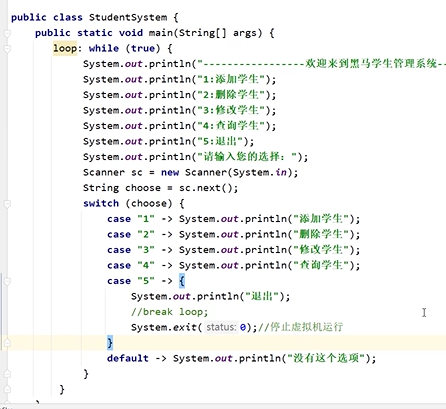 public class StudentSystem {
public static void main(String[] args) {
loop: while (true) {
System.out.println("-----------------欢迎来到黑马学生管理系统--
System.out.println("1:添加学生");
System.out.println("2:删除学生");
System.out.println("3:修改学生");
System.out.println("4:查询学生");
System.out.println("5:退出");
System.out.println("请输入您的选择：");
Scanner sc = new Scanner(System.in);
String choose = sc.next();
switch (choose) {
case "1" -> System.out.println("添加学生");
case "2" -> System.out.println("删除学生");
case "3" -> System.out.println("修改学生");
case "4" -> System.out.println("查询学生");
case "5" -> {
System.out.println("退出");
//break loop;
System.exit( status: 0);//停止虚拟机运行
}
default -> System.out.println("没有这个选项");
}
}